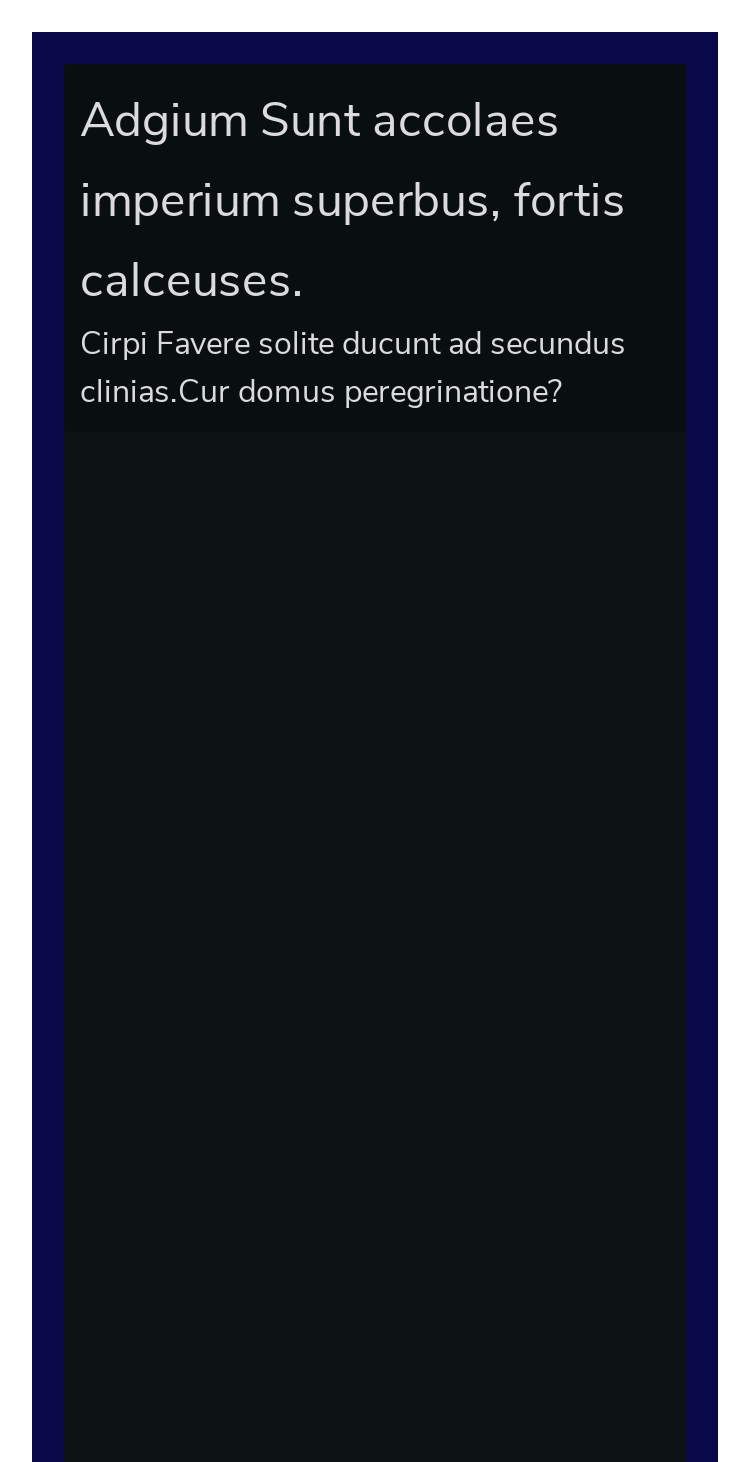 Adgium Sunt accolaes
imperium superbus, fortis
calceuses.
Cirpi Favere solite ducunt ad secundus
clinias.Cur domus peregrinatione?